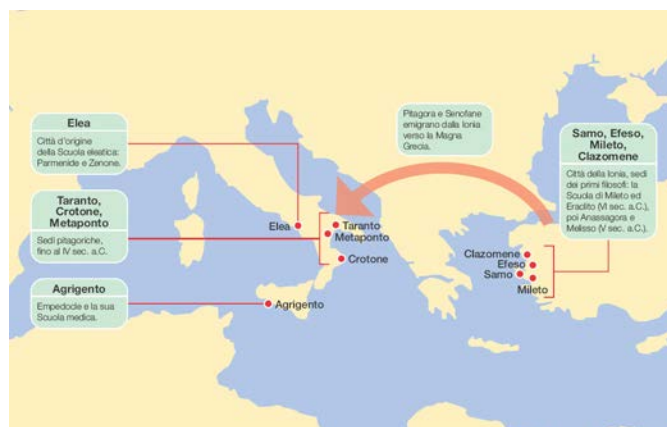 Elea
Città d'origine
della Scuola eleatica:
Parmenide e Zenone.
Taranto,
Crotone,
Metaponto
Sedi pitagoriche,
fino al IV sec. a.C.
Agrigento
Empedocle e la sua
Scuola medica.
Pitagora e Senofane
emigrano dalla Ionia
verso la Magna
Grecia.
Samo, Efeso,
Mileto,
Clazomene
Città della Ionia, sedi
dei primi filosofi: la
Scuola di Mileto ed
Eraclito (VI sec. a.C.),
poi Anassagora e
Melisso (V sec. a.C.).
Elea
Taranto
Metaponto
Crotone
Agrigento
Clazomene
Efeso
Samo
Mileto